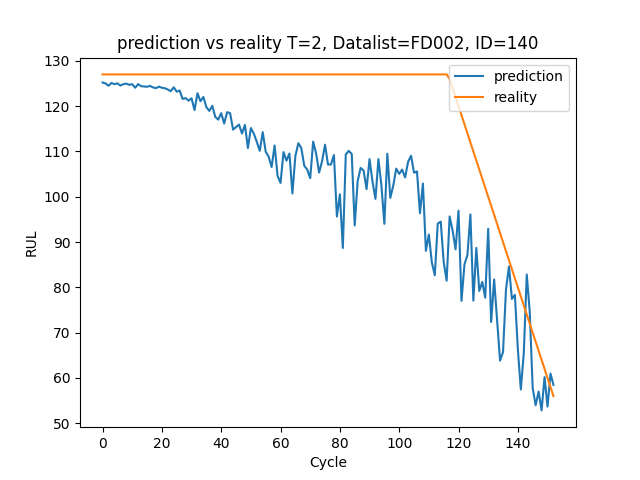 prediction vs reality T=2, Datalist=FD002, ID=140
prediction
reality
130
120
110
100
90
80
70
60
50
RUL
0 20 40 60 80 100 120 140
Cycle